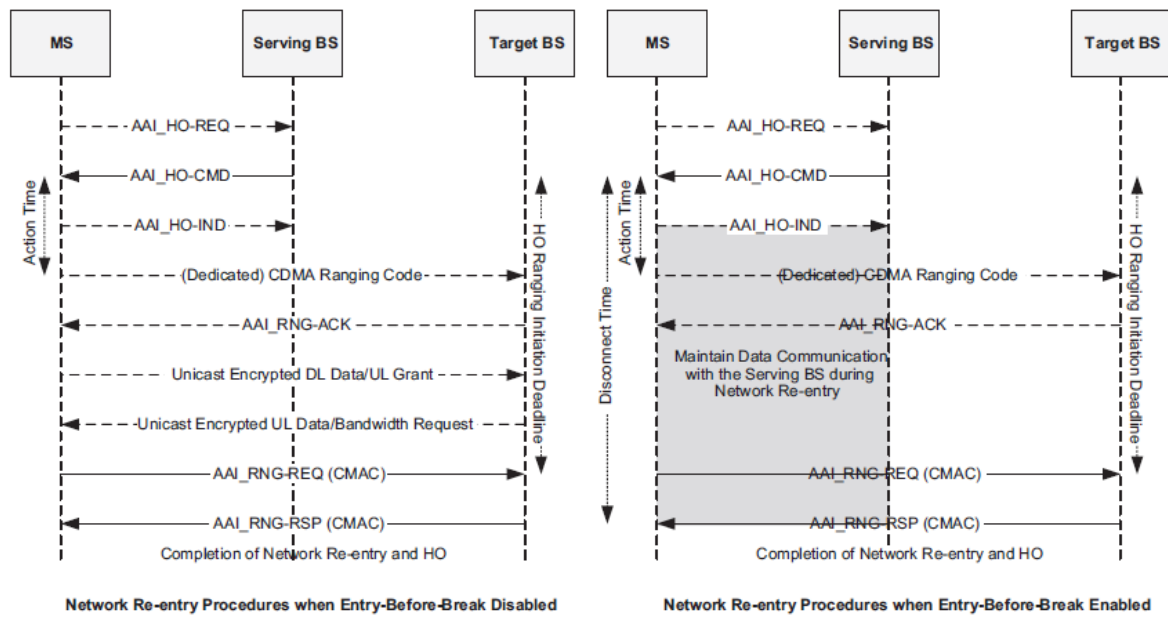 MS
Serving BS
Target BS
AAI_HO-REQ
AAI_HO-CMD
Action Time
AAI_HO-IND
(Dedicated) CDMA Ranging Code
AAI_RNG-ACK
Unicast Encrypted DL Data/UL Grant
Unicast Encrypted UL Data/Bandwidth Request
AAI_RNG-REQ (CMAC)
AAI_RNG-RSP (CMAC)
HO Ranging Initiation Deadline
Completion of Network Re-entry and HO
Network Re-entry Procedures when Entry-Before-Break Disabled
MS
Serving BS
Target BS
AAI_HO-REQ
AAI_HO-CMD
Disconnect Time
Action Time
AAI_HO-IND
(Dedicated) CDMA Ranging Code
AAI_RNG-ACK
Maintain Data Communication
with the Serving BS during
Network Re-entry
AAI_RNG-REQ (CMAC)
AAI_RNG-RSP (CMAC)
HO Ranging Initiation Deadline
Completion of Network Re-entry and HO
Network Re-entry Procedures when Entry-Before-Break Enabled